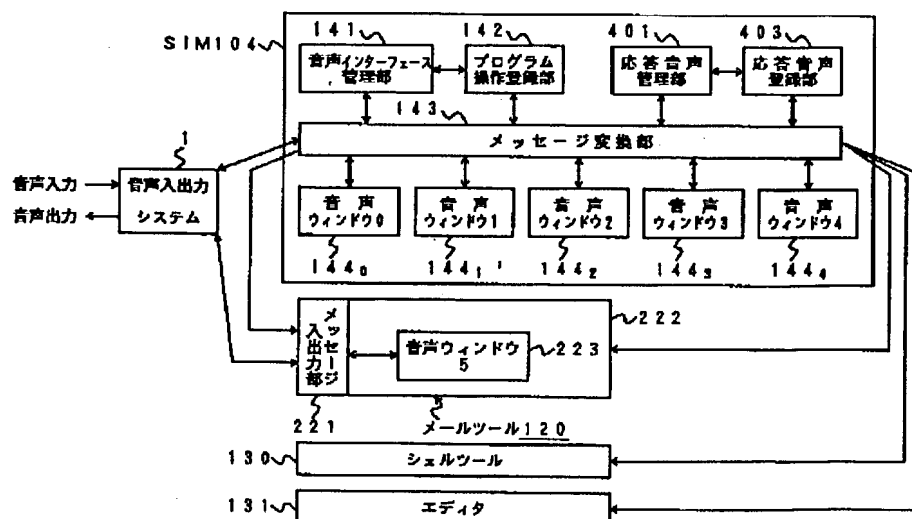 141
142
401
403
SIM104
音声インターフェース
管理部
プログラム
操作登録部
応答音声
管理部
応答音声
登録部
143
メッセージ変換部
1
音声入力
音声出力
音声入出力
システム
音声
ウィンドウ0
音声
ウィンドウ1
音声
ウィンドウ2
音声
ウィンドウ3
音声
ウィンドウ4
144₀
144₁
144₂
144₃
144₄
メッセージ
入出力部
音声ウィンドウ
5
222
223
221
メールツール120
130
シェルツール
131
エディタ